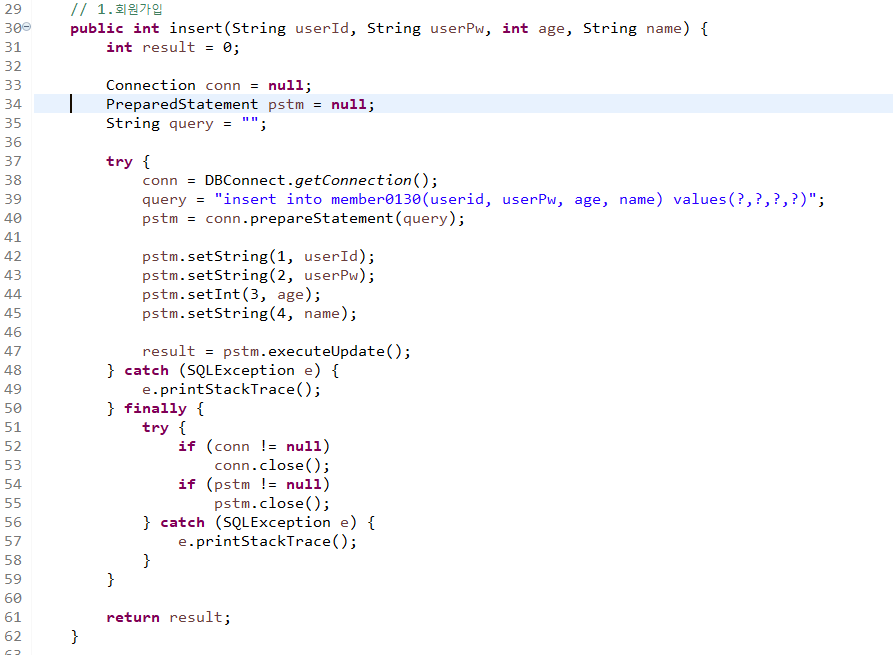 29 // 1.회원가입
30 public int insert(String userId, String userPw, int age, String name) {
31 int result = 0;
32
33 Connection conn = null;
34 PreparedStatement pstm = null;
35 String query = "";
36
37 try {
38 conn = DBConnect.getConnection();
39 query = "insert into member0130(userid, userPw, age, name) values(?,?,?,?)";
40 pstm = conn.prepareStatement(query);
41
42 pstm.setString(1, userId);
43 pstm.setString(2, userPw);
44 pstm.setInt(3, age);
45 pstm.setString(4, name);
46
47 result = pstm.executeUpdate();
48 } catch (SQLException e) {
49 e.printStackTrace();
50 } finally {
51 try {
52 if (conn != null)
53 conn.close();
54 if (pstm != null)
55 pstm.close();
56 } catch (SQLException e) {
57 e.printStackTrace();
58 }
59 }
60
61 return result;
62 }
63